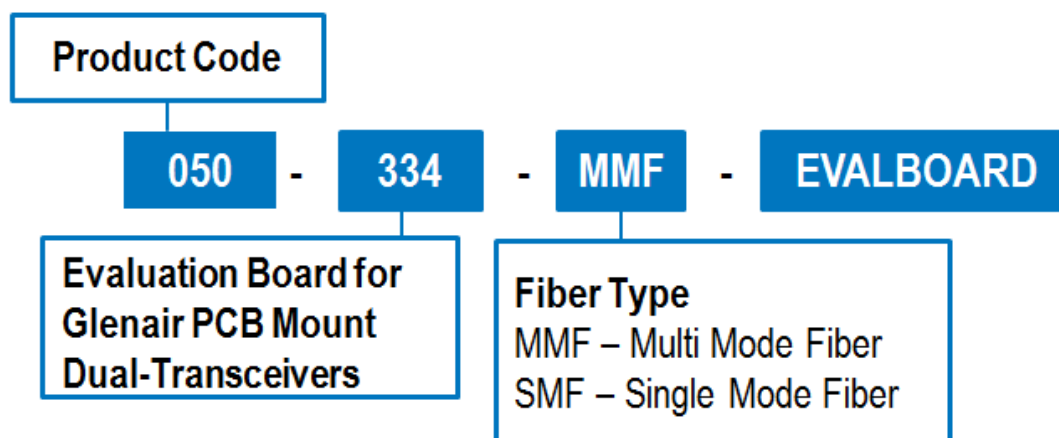 Product Code
050 - 334 - MMF - EVALBOARD
Evaluation Board for
Glenair PCB Mount
Dual-Transceivers
Fiber Type
MMF – Multi Mode Fiber
SMF – Single Mode Fiber